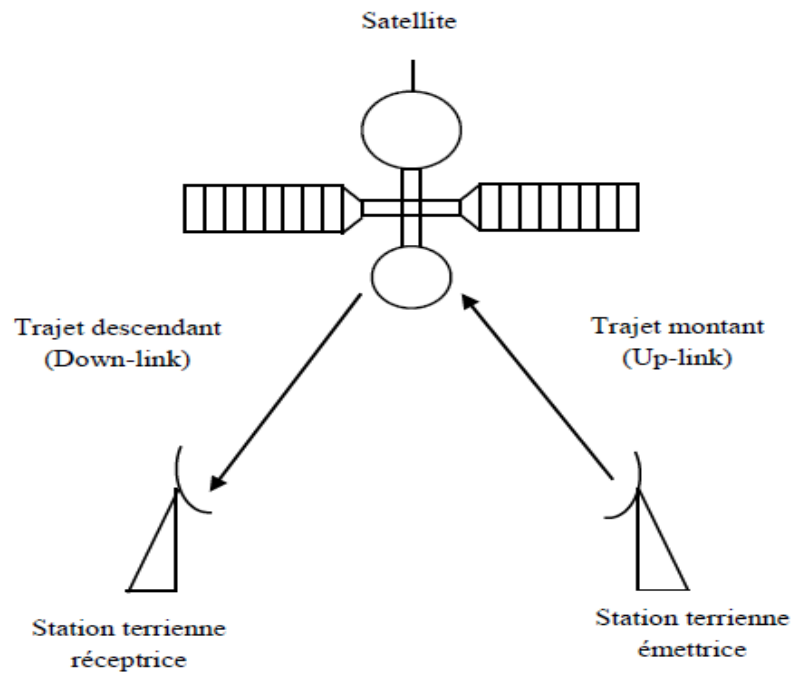 Satellite
Trajet descendant
(Down-link)
Trajet montant
(Up-link)
Station terrienne
réceptrice
Station terrienne
émettrice